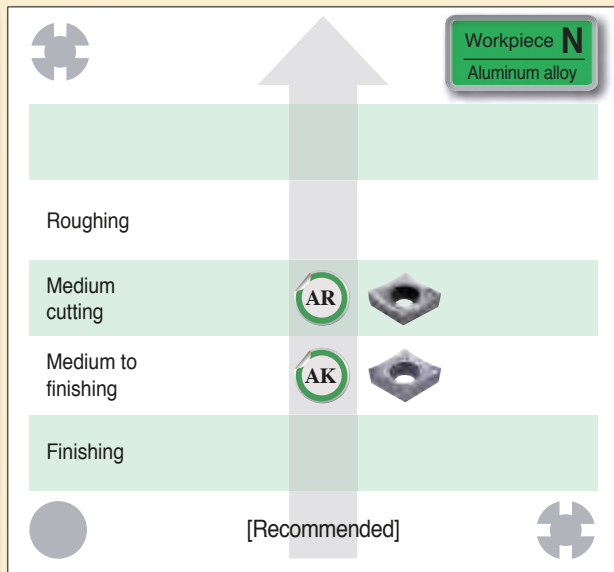 Workpiece N
Aluminum alloy
Roughing
Medium
cutting
AR
Medium to
finishing
AK
Finishing
[Recommended]